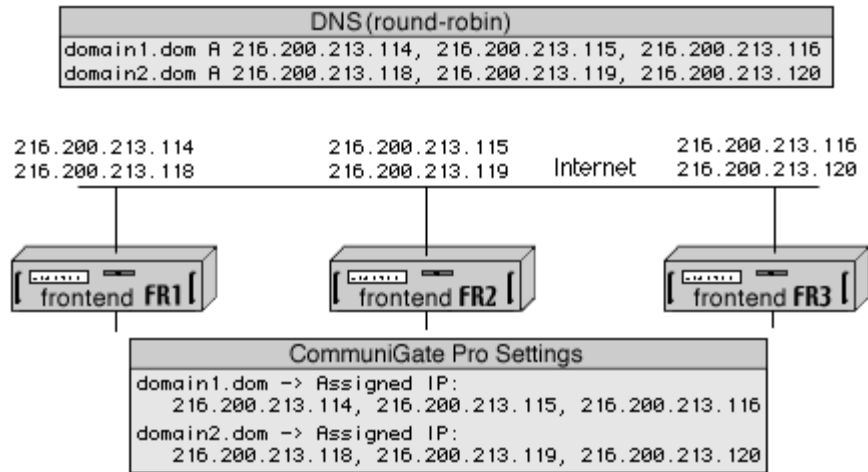 DNS (round-robin)
domain1.dom A 216.200.213.114, 216.200.213.115, 216.200.213.116
domain2.dom A 216.200.213.118, 216.200.213.119, 216.200.213.120
216.200.213.114
216.200.213.118
216.200.213.115
216.200.213.119
Internet
216.200.213.116
216.200.213.120
frontend FR1
frontend FR2
frontend FR3
CommuniGate Pro Settings
domain1.dom -> Assigned IP:
216.200.213.114, 216.200.213.115, 216.200.213.116
domain2.dom -> Assigned IP:
216.200.213.118, 216.200.213.119, 216.200.213.120